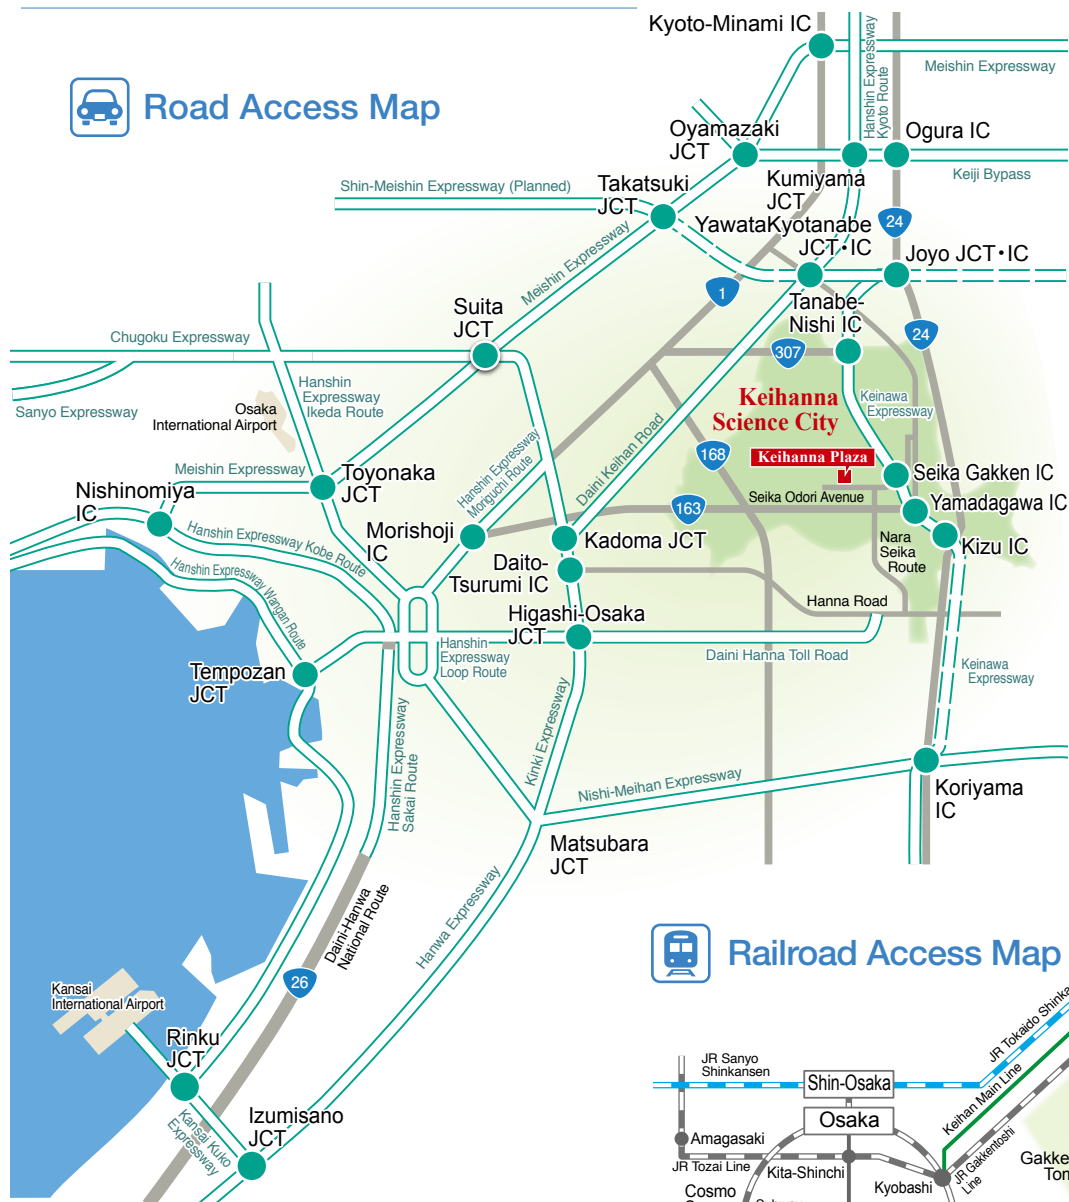 Kyoto-Minami IC
Meishin Expressway
Hanshin Expressway
Kyoto Route
Road Access Map
Oyamazaki
JCT
Ogura IC
Keiji Bypass
Kumiyama
JCT
Shin-Meishin Expressway (Planned)
Takatsuki
JCT
YawataKyotanabe
JCT・IC
24
Joyo JCT・IC
Meishin Expressway
1
Tanabe-
Nishi IC
Suita
JCT
24
Chugoku Expressway
307
Hanshin
Expressway
Ikeda Route
Sanyo Expressway
Osaka
International Airport
Keihanna
Science City
Keinawa
Expressway
Daini Keihan Road
Hanshin Expressway
Moriguchi Route
168
Keihanna Plaza
Meishin Expressway
Toyonaka
JCT
Seika Gakken IC
Nishinomiya
IC
Seika Odori Avenue
163
Yamadagawa IC
Hanshin Expressway Kobe Route
Morishoji
IC
Kadoma JCT
Nara
Seika
Route
Kizu IC
Daito-
Tsurumi IC
Hanshin Expressway Wangan Route
Hanna Road
Higashi-Osaka
JCT
Hanshin
Expressway
Loop Route
Daini Hanna Toll Road
Tempozan
JCT
Keinawa
Expressway
Kinki Expressway
Hanshin Expressway
Sakai Route
Nishi-Meihan Expressway
Koriyama
IC
Matsubara
JCT
Daini-Hanwa
National Route
Hanwa Expressway
26
Kansai
International Airport
Rinku
JCT
Kansai Kuko
Expressway
Izumisano
JCT
Railroad Access Map
JR Tokaido Shinka
JR Sanyo
Shinkansen
Shin-Osaka
Keihan Main Line
Osaka
Amagasaki
JR Tozai Line
Kita-Shinchi
Kyobashi
JR Gakkentoshi
Line
Gakke
Tom
Cosmo